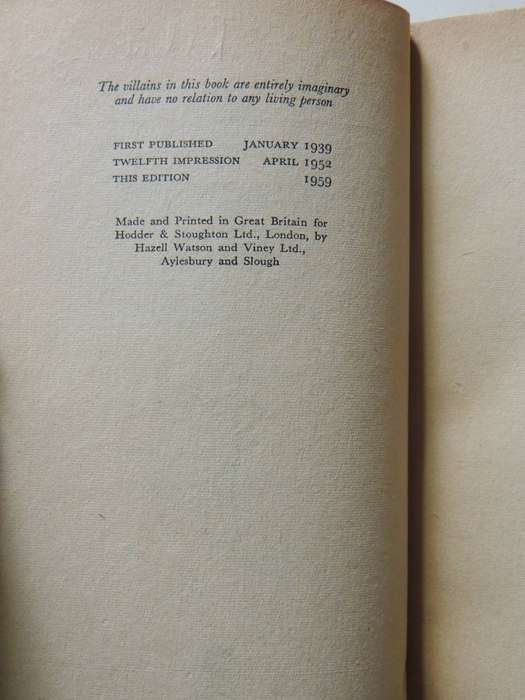 The villains in this book are entirely imaginary
and have no relation to any living person
FIRST PUBLISHED JANUARY 1939
TWELFTH IMPRESSION APRIL 1952
THIS EDITION 1959
Made and Printed in Great Britain for
Hodder & Stoughton Ltd., London, by
Hazell Watson and Viney Ltd.,
Aylesbury and Slough